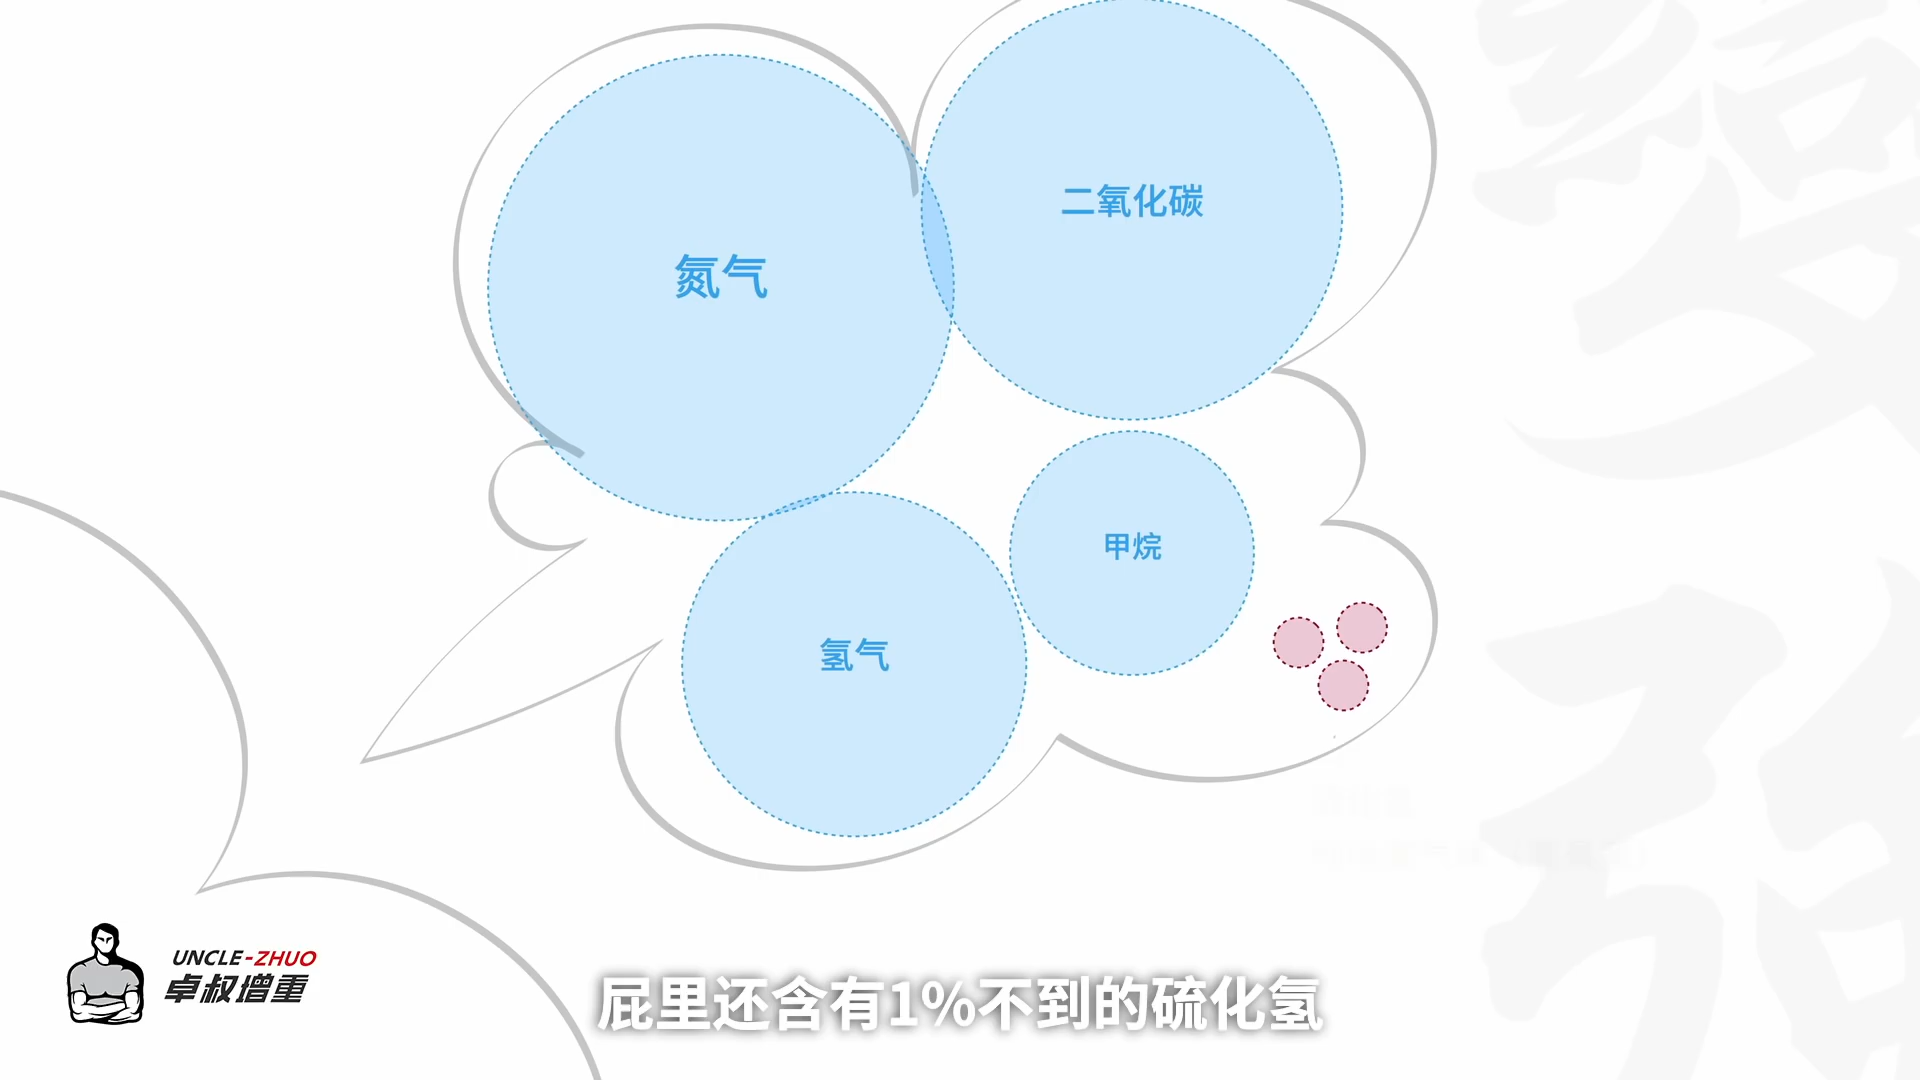 二氧化碳
氮气
甲烷
氢气
UNCLE-ZHUO
卓叔增重
屁里还含有1%不到的硫化氢